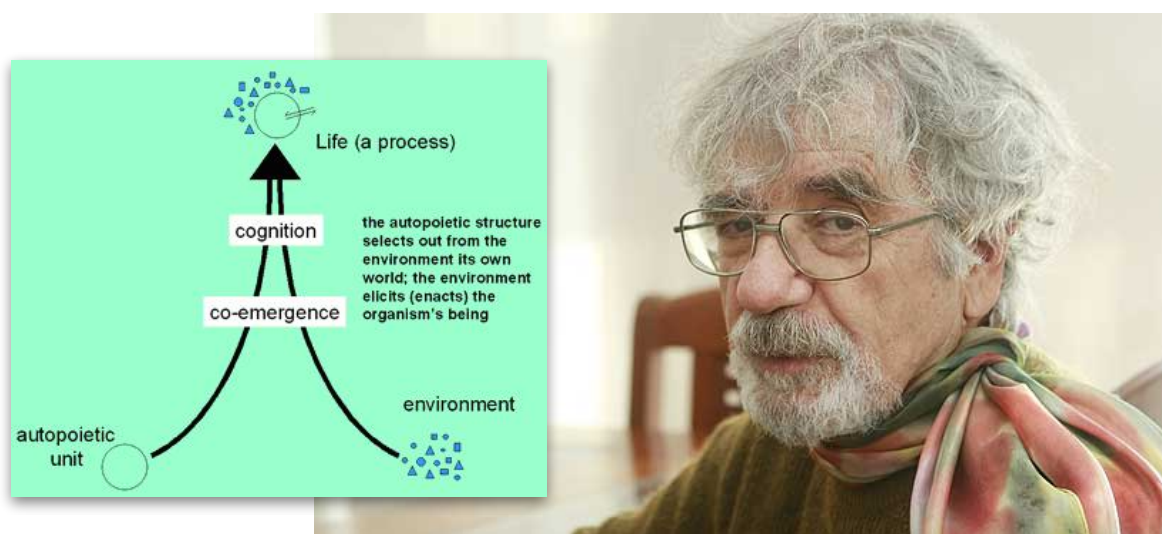 Life (a process)
cognition
the autopoietic structure
selects out from the
environment its own
world; the environment
elicits (enacts) the
organism's being
co-emergence
environment
autopoietic
unit